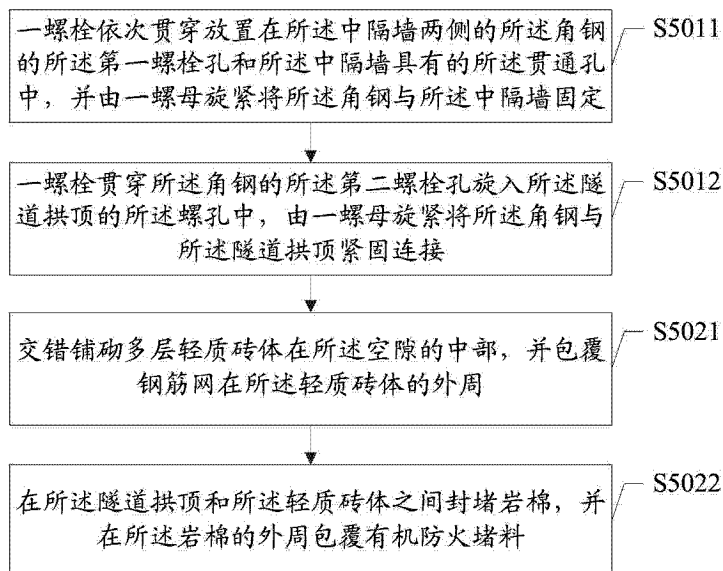 一螺栓依次贯穿放置在所述中隔墙两侧的所述角钢
的所述第一螺栓孔和所述中隔墙具有的所述贯通孔
中，并由一螺母旋紧将所述角钢与所述中隔墙固定
S5011
一螺栓贯穿所述角钢的所述第二螺栓孔旋入所述隧
道拱顶的所述螺孔中，由一螺母旋紧将所述角钢与
所述隧道拱顶紧固连接
S5012
交错铺砌多层轻质砖体在所述空隙的中部，并包覆
钢筋网在所述轻质砖体的外周
S5021
在所述隧道拱顶和所述轻质砖体之间封堵岩棉，并
在所述岩棉的外周包覆有机防火堵料
S5022